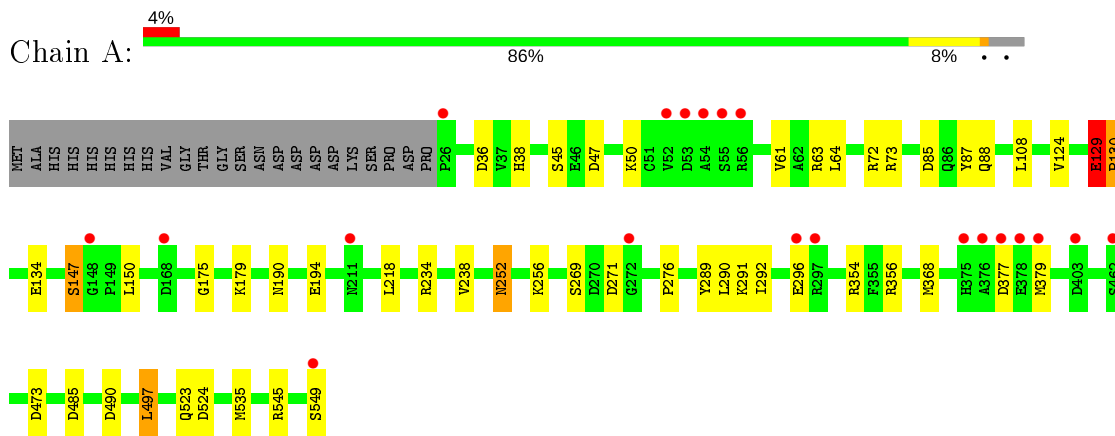 4%
Chain A:
86% 8% • •
MET ALA HIS HIS HIS HIS HIS HIS VAL GLY THR GLY SER ASN ASP ASP ASP ASP LYS SER PRO ASP PRO P26 D36 V37 H38 S45 E46 D47 K50 C51 V52 D53 A54 S55 R56 V61 A62 R63 L64 R72 R73 D85 Q86 Y87 Q88 L108 V124 E129
E134 S147 G148 P149 L150 D168 G175 K179 N190 E194 N211 L218 R234 V238 N252 K256 S269 D270 D271 G272 P276 Y289 L290 K291 I292 E296 R297 R354 F355 R356 M368 H375 A376 D377 E378 M379 D403
D473 D485 D490 L497 Q523 D524 M535 R545 S549